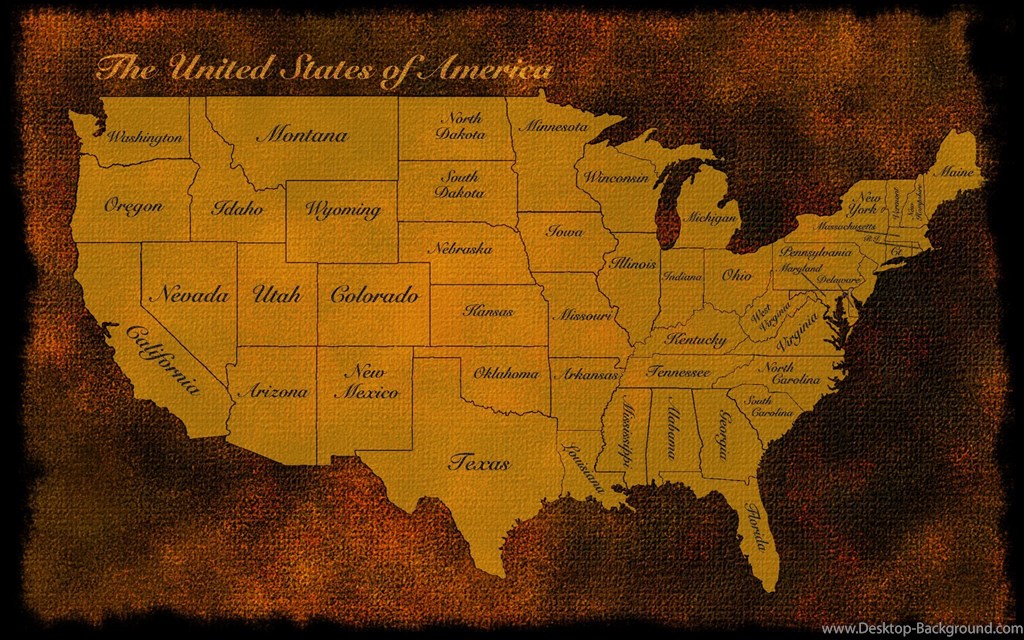 The United States of America
Washington
Montana
North
Dakota
Minnesota
Maine
Oregon
Idaho
Wyoming
South
Dakota
Wisconsin
Michigan
New
York
Vermont
New
Hampshire
Massachusetts
R.I.
Ct
Nevada
Utah
Colorado
Nebraska
Iowa
Illinois
Indiana
Ohio
Pennsylvania
Maryland
Delaware
California
Kansas
Missouri
Kentucky
West
Virginia
Virginia
Arizona
New
Mexico
Oklahoma
Arkansas
Tennessee
North
Carolina
South
Carolina
Texas
Louisiana
Mississippi
Alabama
Georgia
Florida
www.Desktop-Background.com